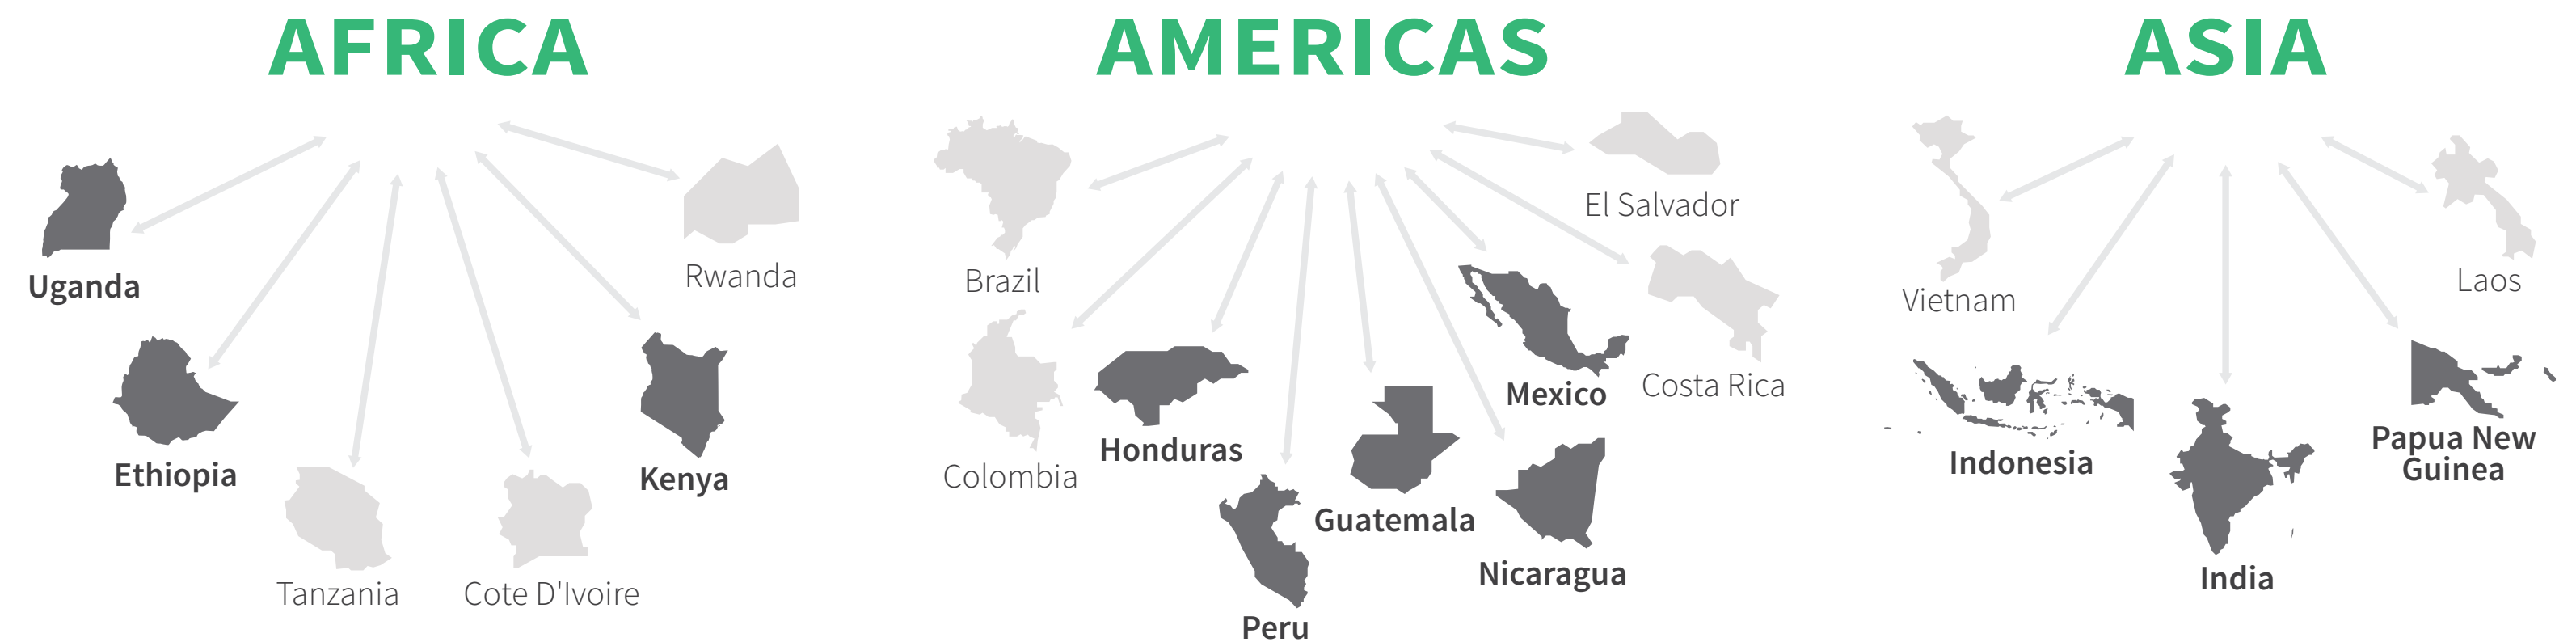 AFRICA
Uganda
Ethiopia
Tanzania
Cote D'Ivoire
Kenya
Rwanda
AMERICAS
Brazil
Colombia
Honduras
Peru
Guatemala
Nicaragua
Mexico
Costa Rica
El Salvador
ASIA
Vietnam
Indonesia
India
Papua New
Guinea
Laos